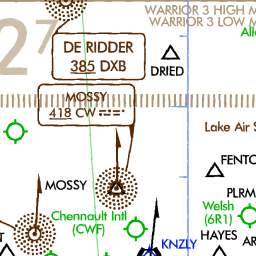 WARRIOR 3 HIGH
WARRIOR 3 LOW
27
DE RIDDER
385 DXB
DRIED
MOSSY
418 CW
Lake Air
FENTO
MOSSY
PLRM
Welsh
(6R1)
Chennault Intl
(CWF)
HAYES
KNZLY